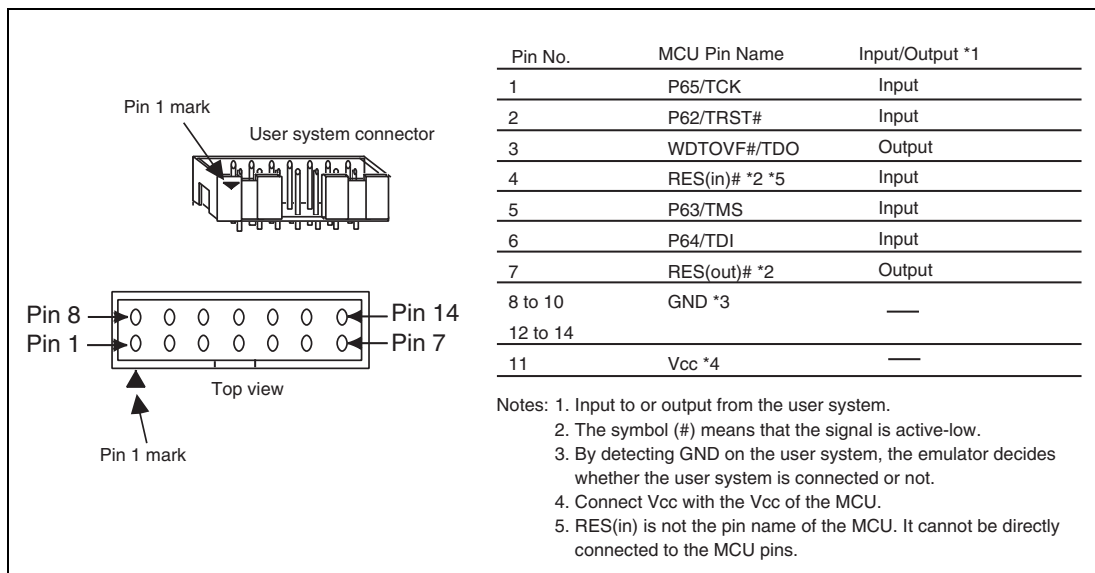 Pin 1 mark
User system connector
Pin 8
Pin 14
Pin 1
Pin 7
Top view
Pin 1 mark
Pin No. MCU Pin Name Input/Output *1
1 P65/TCK Input
2 P62/TRST# Input
3 WDTOVF#/TDO Output
4 RES(in)# *2 *5 Input
5 P63/TMS Input
6 P64/TDI Input
7 RES(out)# *2 Output
8 to 10 GND *3 —
12 to 14
11 Vcc *4 —
Notes: 1. Input to or output from the user system.
2. The symbol (#) means that the signal is active-low.
3. By detecting GND on the user system, the emulator decides
whether the user system is connected or not.
4. Connect Vcc with the Vcc of the MCU.
5. RES(in) is not the pin name of the MCU. It cannot be directly
connected to the MCU pins.